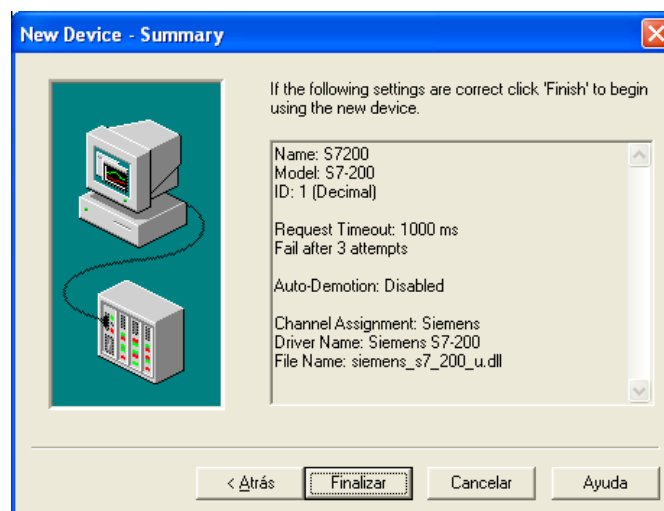 New Device - Summary
If the following settings are correct click 'Finish' to begin
using the new device.
Name: S7200
Model: S7-200
ID: 1 (Decimal)
Request Timeout: 1000 ms
Fail after 3 attempts
Auto-Demotion: Disabled
Channel Assignment: Siemens
Driver Name: Siemens S7-200
File Name: siemens_s7_200_u.dll
< Atrás
Finalizar
Cancelar
Ayuda